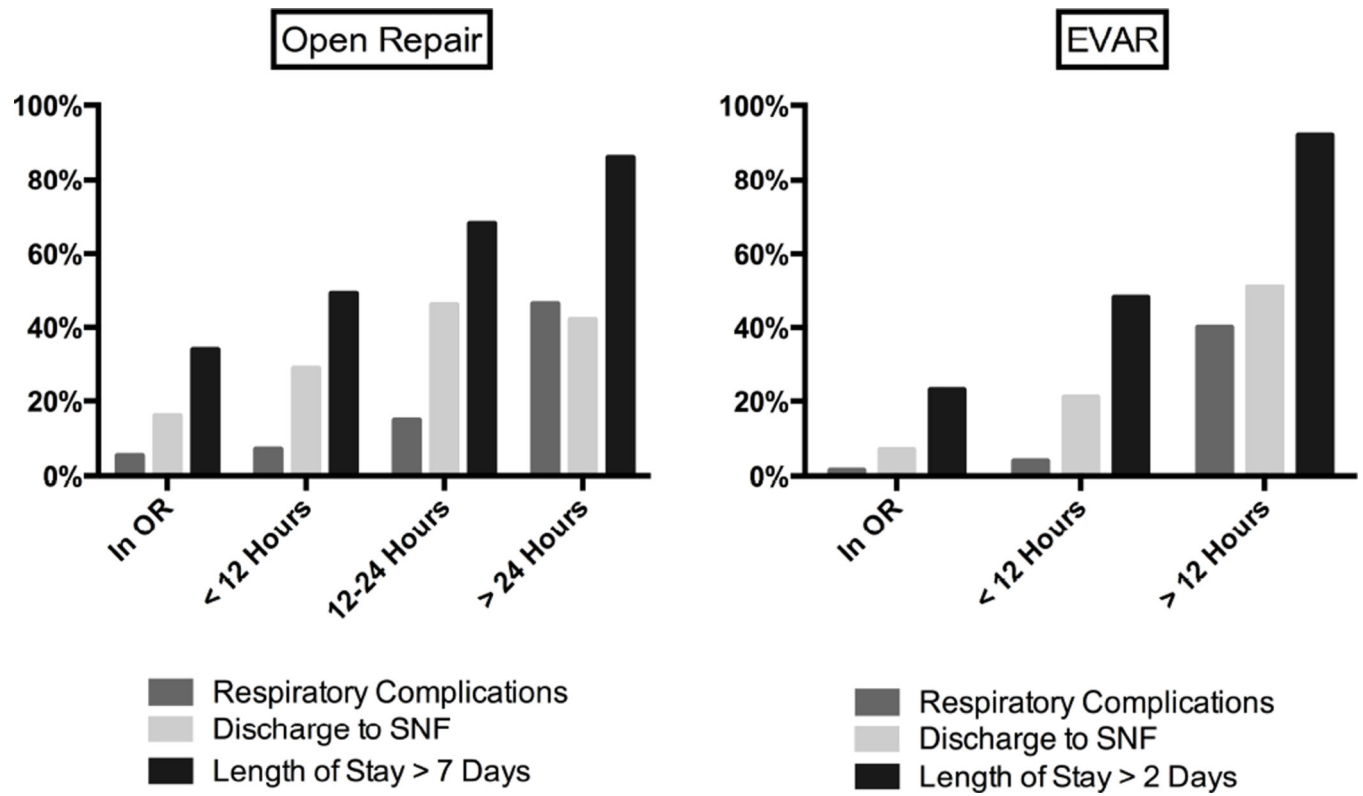 Open Repair
100%
80%
60%
40%
20%
0%
In OR
< 12 Hours
12-24 Hours
> 24 Hours
Respiratory Complications
Discharge to SNF
Length of Stay > 7 Days
EVAR
100%
80%
60%
40%
20%
0%
In OR
< 12 Hours
> 12 Hours
Respiratory Complications
Discharge to SNF
Length of Stay > 2 Days